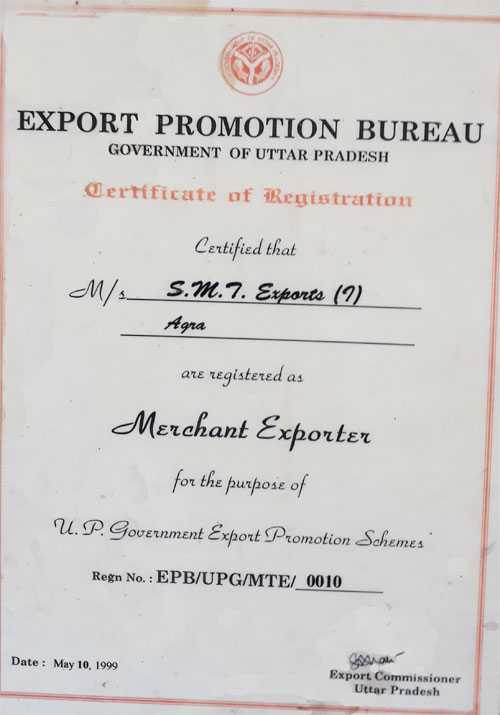 EXPORT PROMOTION BUREAU
GOVERNMENT OF UTTAR PRADESH
Certificate of Registration
Certified that
M/s S.M.T. Exports (I)
Agra
are registered as
Merchant Exporter
for the purpose of
U.P. Government Export Promotion Schemes
Regn No. : EPB/UPG/MTE/ 0010
Date : May 10, 1999
Export Commissioner
Uttar Pradesh